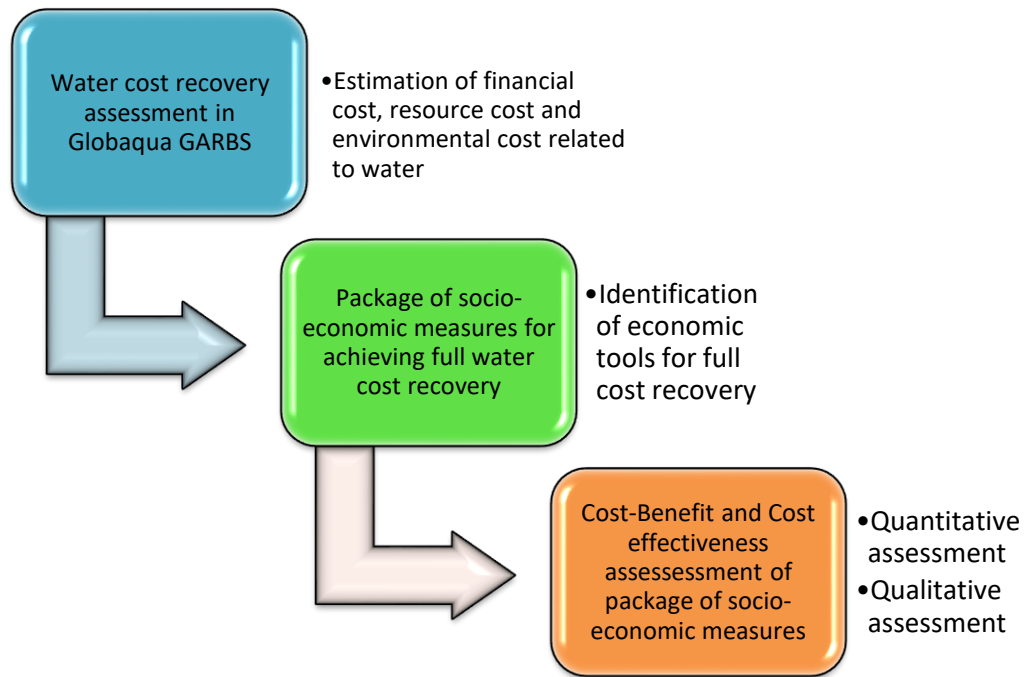 Water cost recovery
assessment in
Globaqua GARBS
•Estimation of financial
cost, resource cost and
environmental cost related
to water
Package of socio-
economic measures for
achieving full water
cost recovery
•Identification
of economic
tools for full
cost recovery
Cost-Benefit and Cost
effectiveness
assessessment of
package of socio-
economic measures
•Quantitative
assessment
•Qualitative
assessment